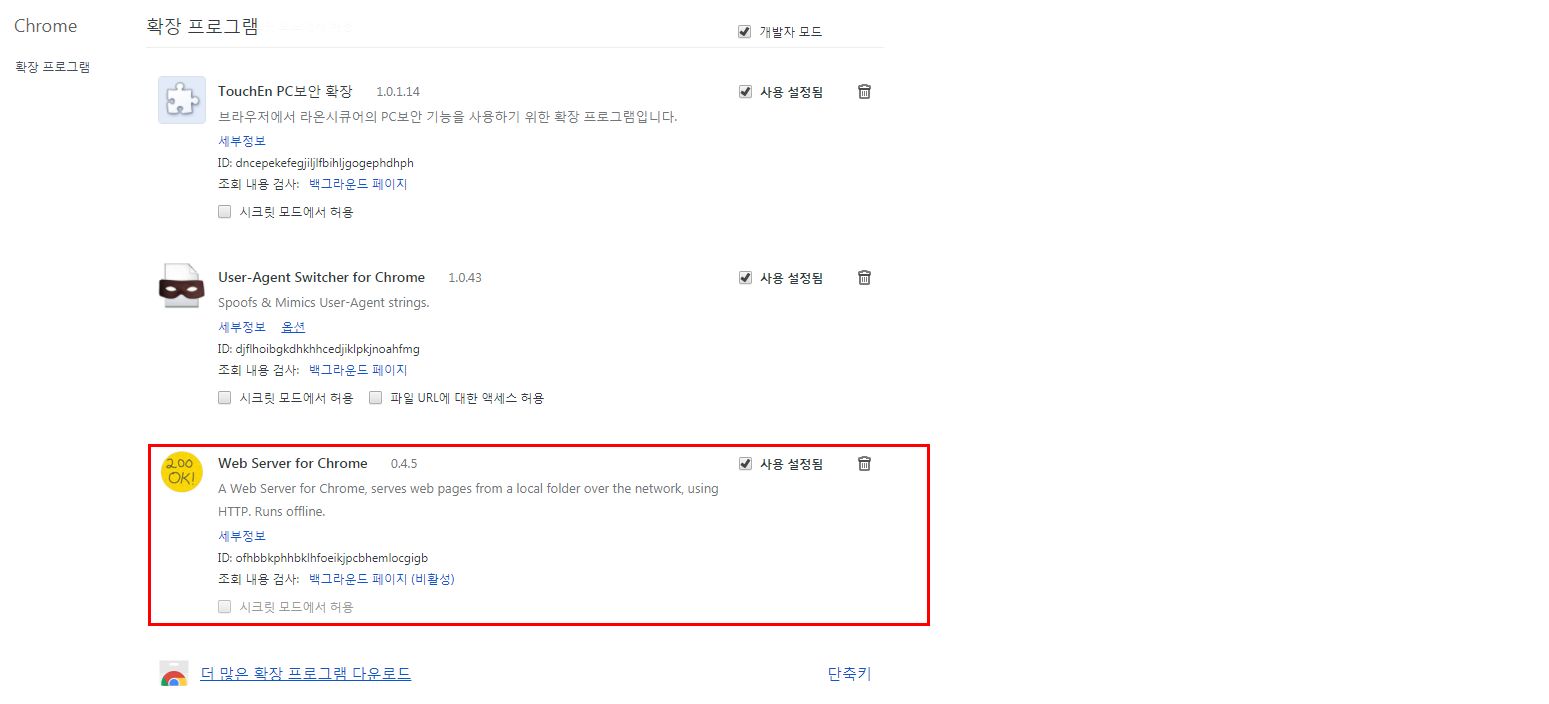 Chrome
확장 프로그램
개발자 모드
확장 프로그램
TouchEn PC보안 확장 1.0.1.14
사용 설정됨
브라우저에서 라온시큐어의 PC보안 기능을 사용하기 위한 확장 프로그램입니다.
세부정보
ID: dncepekefegjiljlfbihljgogephdhph
조회 내용 검사: 백그라운드 페이지
시크릿 모드에서 허용
User-Agent Switcher for Chrome 1.0.43
사용 설정됨
Spoofs & Mimics User-Agent strings.
세부정보 옵션
ID: djflhoibgkdhkhhcedjiklpkjnoahfmg
조회 내용 검사: 백그라운드 페이지
시크릿 모드에서 허용 파일 URL에 대한 액세스 허용
200
OK!
Web Server for Chrome 0.4.5
사용 설정됨
A Web Server for Chrome, serves web pages from a local folder over the network, using
HTTP. Runs offline.
세부정보
ID: ofhbbkphhbklhfoeikjpcbhemlocgigb
조회 내용 검사: 백그라운드 페이지 (비활성)
시크릿 모드에서 허용
더 많은 확장 프로그램 다운로드
단축키